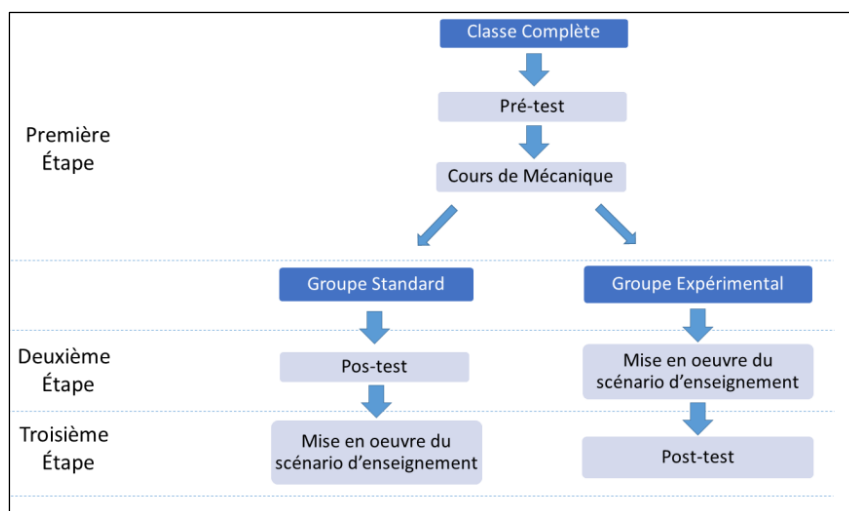 Classe Complète
Pré-test
Première
Étape
Cours de Mécanique
Groupe Standard
Groupe Expérimental
Deuxième
Étape
Pos-test
Mise en oeuvre du
scénario d'enseignement
Troisième
Étape
Mise en oeuvre du
scénario d'enseignement
Post-test